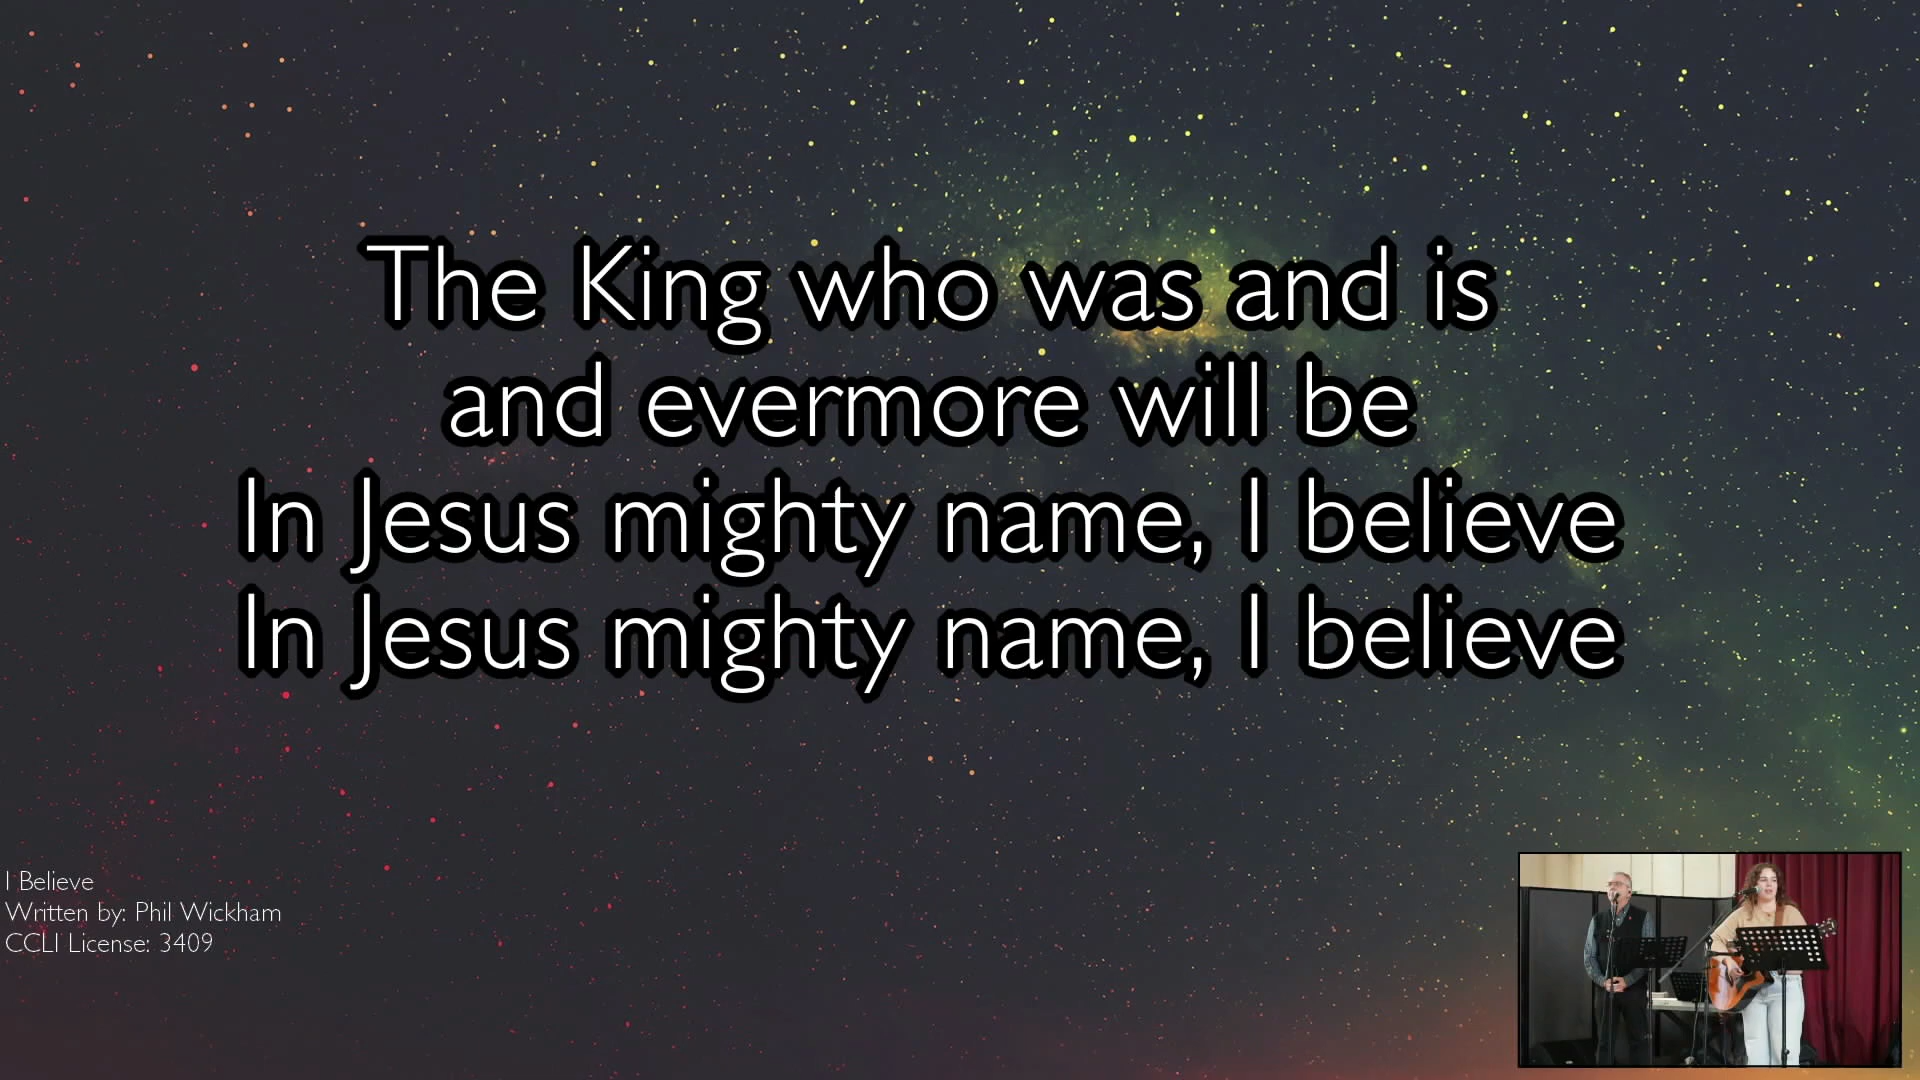 The King who was and is
and evermore will be
In Jesus mighty name, I believe
In Jesus mighty name, I believe
I Believe
Written by: Phil Wickham
CCLI License: 3409